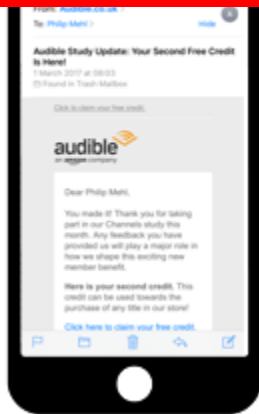 From: Audible.co.uk >
To: Philip Mehl >
Hide
Audible Study Update: Your Second Free Credit
Is Here!
1 March 2017 at 08:03
Found in Trash Mailbox
Click to claim your free credit.
audible
an amazon company
Dear Philip Mehl,
You made it! Thank you for taking
part in our Channels study this
month. Any feedback you have
provided us will play a major role in
how we shape this exciting new
member benefit.
Here is your second credit. This
credit can be used towards the
purchase of any title in our store!
Click here to claim your free credit.